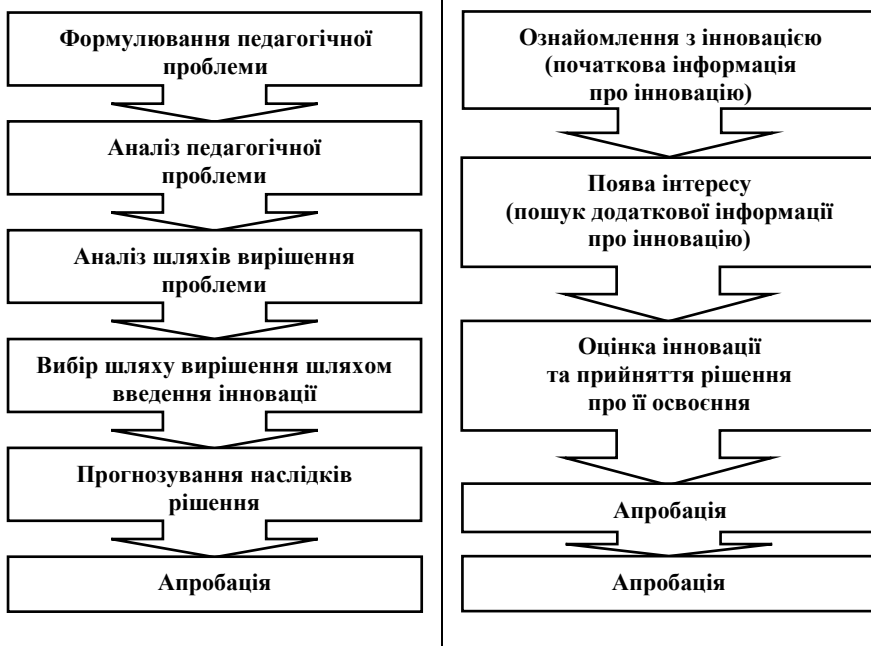 Формулювання педагогічної
проблеми
Аналіз педагогічної
проблеми
Аналіз шляхів вирішення
проблеми
Вибір шляху вирішення шляхом
введення інновації
Прогнозування наслідків
рішення
Апробація
Ознайомлення з інновацією
(початкова інформація
про інновацію)
Поява інтересу
(пошук додаткової інформації
про інновацію)
Оцінка інновації
та прийняття рішення
про її освоєння
Апробація
Апробація